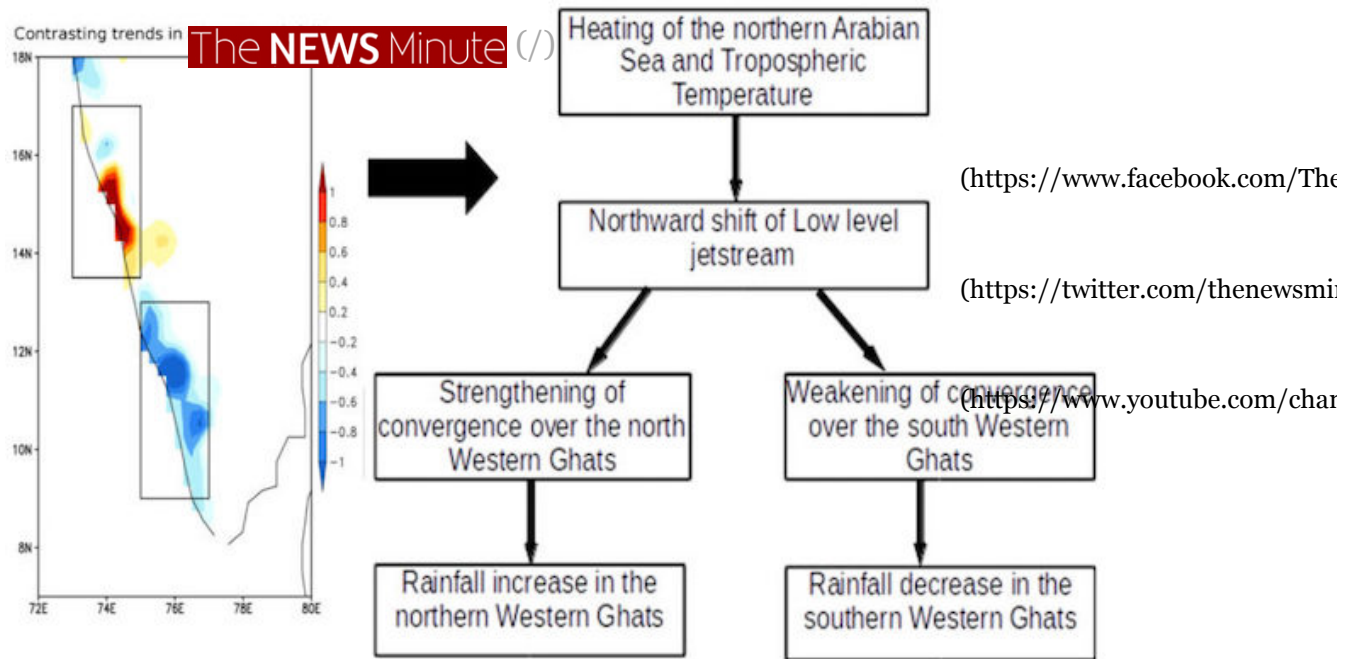 Contrasting trends in
The NEWS Minute (/)
18N
16N
14N
12N
10N
8N
72E 74E 76E 78E 80E
1
0.8
0.6
0.4
0.2
−0.2
−0.4
−0.6
−0.8
−1
Heating of the northern Arabian
Sea and Tropospheric
Temperature
Northward shift of Low level
jetstream
Strengthening of
convergence over the north
Western Ghats
Weakening of convergence
over the south Western
Ghats
Rainfall increase in the
northern Western Ghats
Rainfall decrease in the
southern Western Ghats
(https://www.facebook.com/The
(https://twitter.com/thenewsmi
(https://www.youtube.com/chan